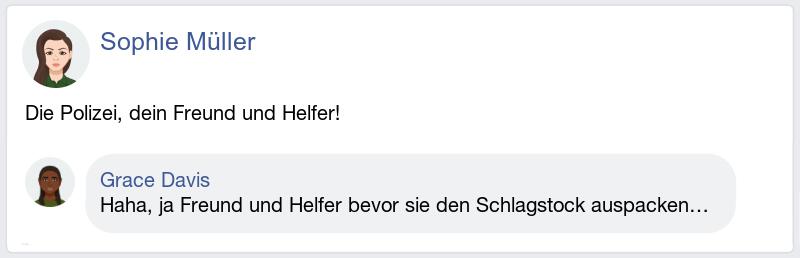 Sophie Müller
Die Polizei, dein Freund und Helfer!
Grace Davis
Haha, ja Freund und Helfer bevor sie den Schlagstock auspacken…